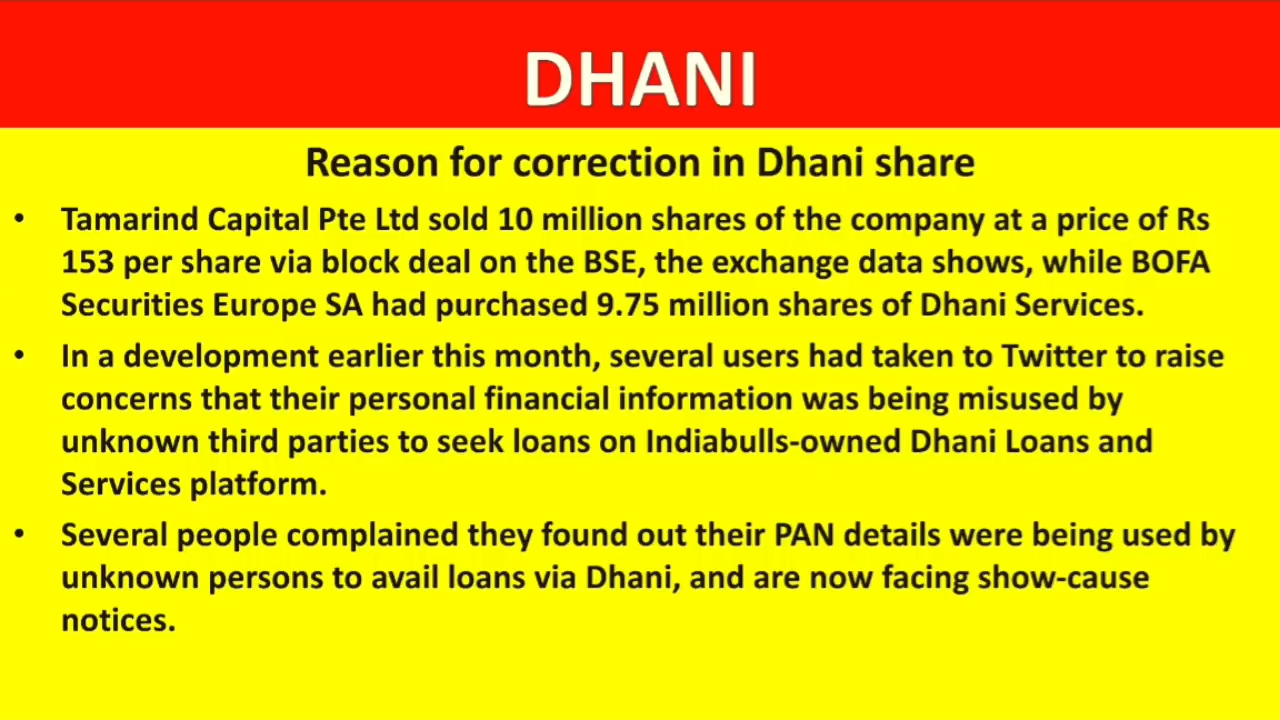 DHANI
Reason for correction in Dhani share
• Tamarind Capital Pte Ltd sold 10 million shares of the company at a price of Rs
153 per share via block deal on the BSE, the exchange data shows, while BOFA
Securities Europe SA had purchased 9.75 million shares of Dhani Services.
• In a development earlier this month, several users had taken to Twitter to raise
concerns that their personal financial information was being misused by
unknown third parties to seek loans on Indiabulls-owned Dhani Loans and
Services platform.
• Several people complained they found out their PAN details were being used by
unknown persons to avail loans via Dhani, and are now facing show-cause
notices.